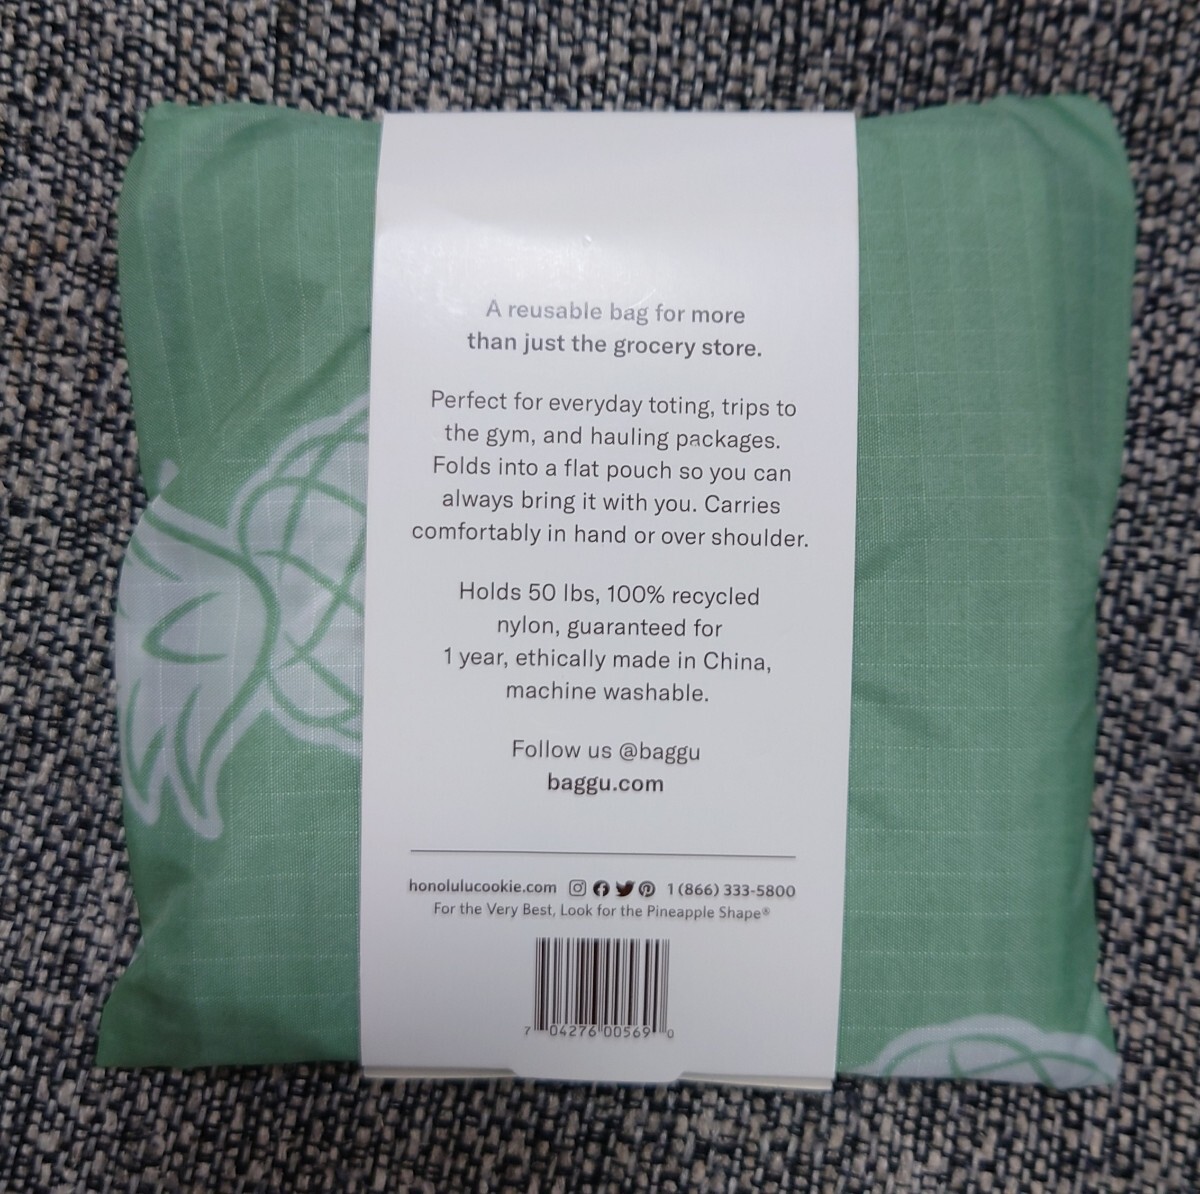 A reusable bag for more
than just the grocery store.
Perfect for everyday toting, trips to
the gym, and hauling packages.
Folds into a flat pouch so you can
always bring it with you. Carries
comfortably in hand or over shoulder.
Holds 50 lbs, 100% recycled
nylon, guaranteed for
1 year, ethically made in China,
machine washable.
Follow us @baggu
baggu.com
honolulucookie.com 1 (866) 333-5800
For the Very Best, Look for the Pineapple Shape®
7 04276 00569 0